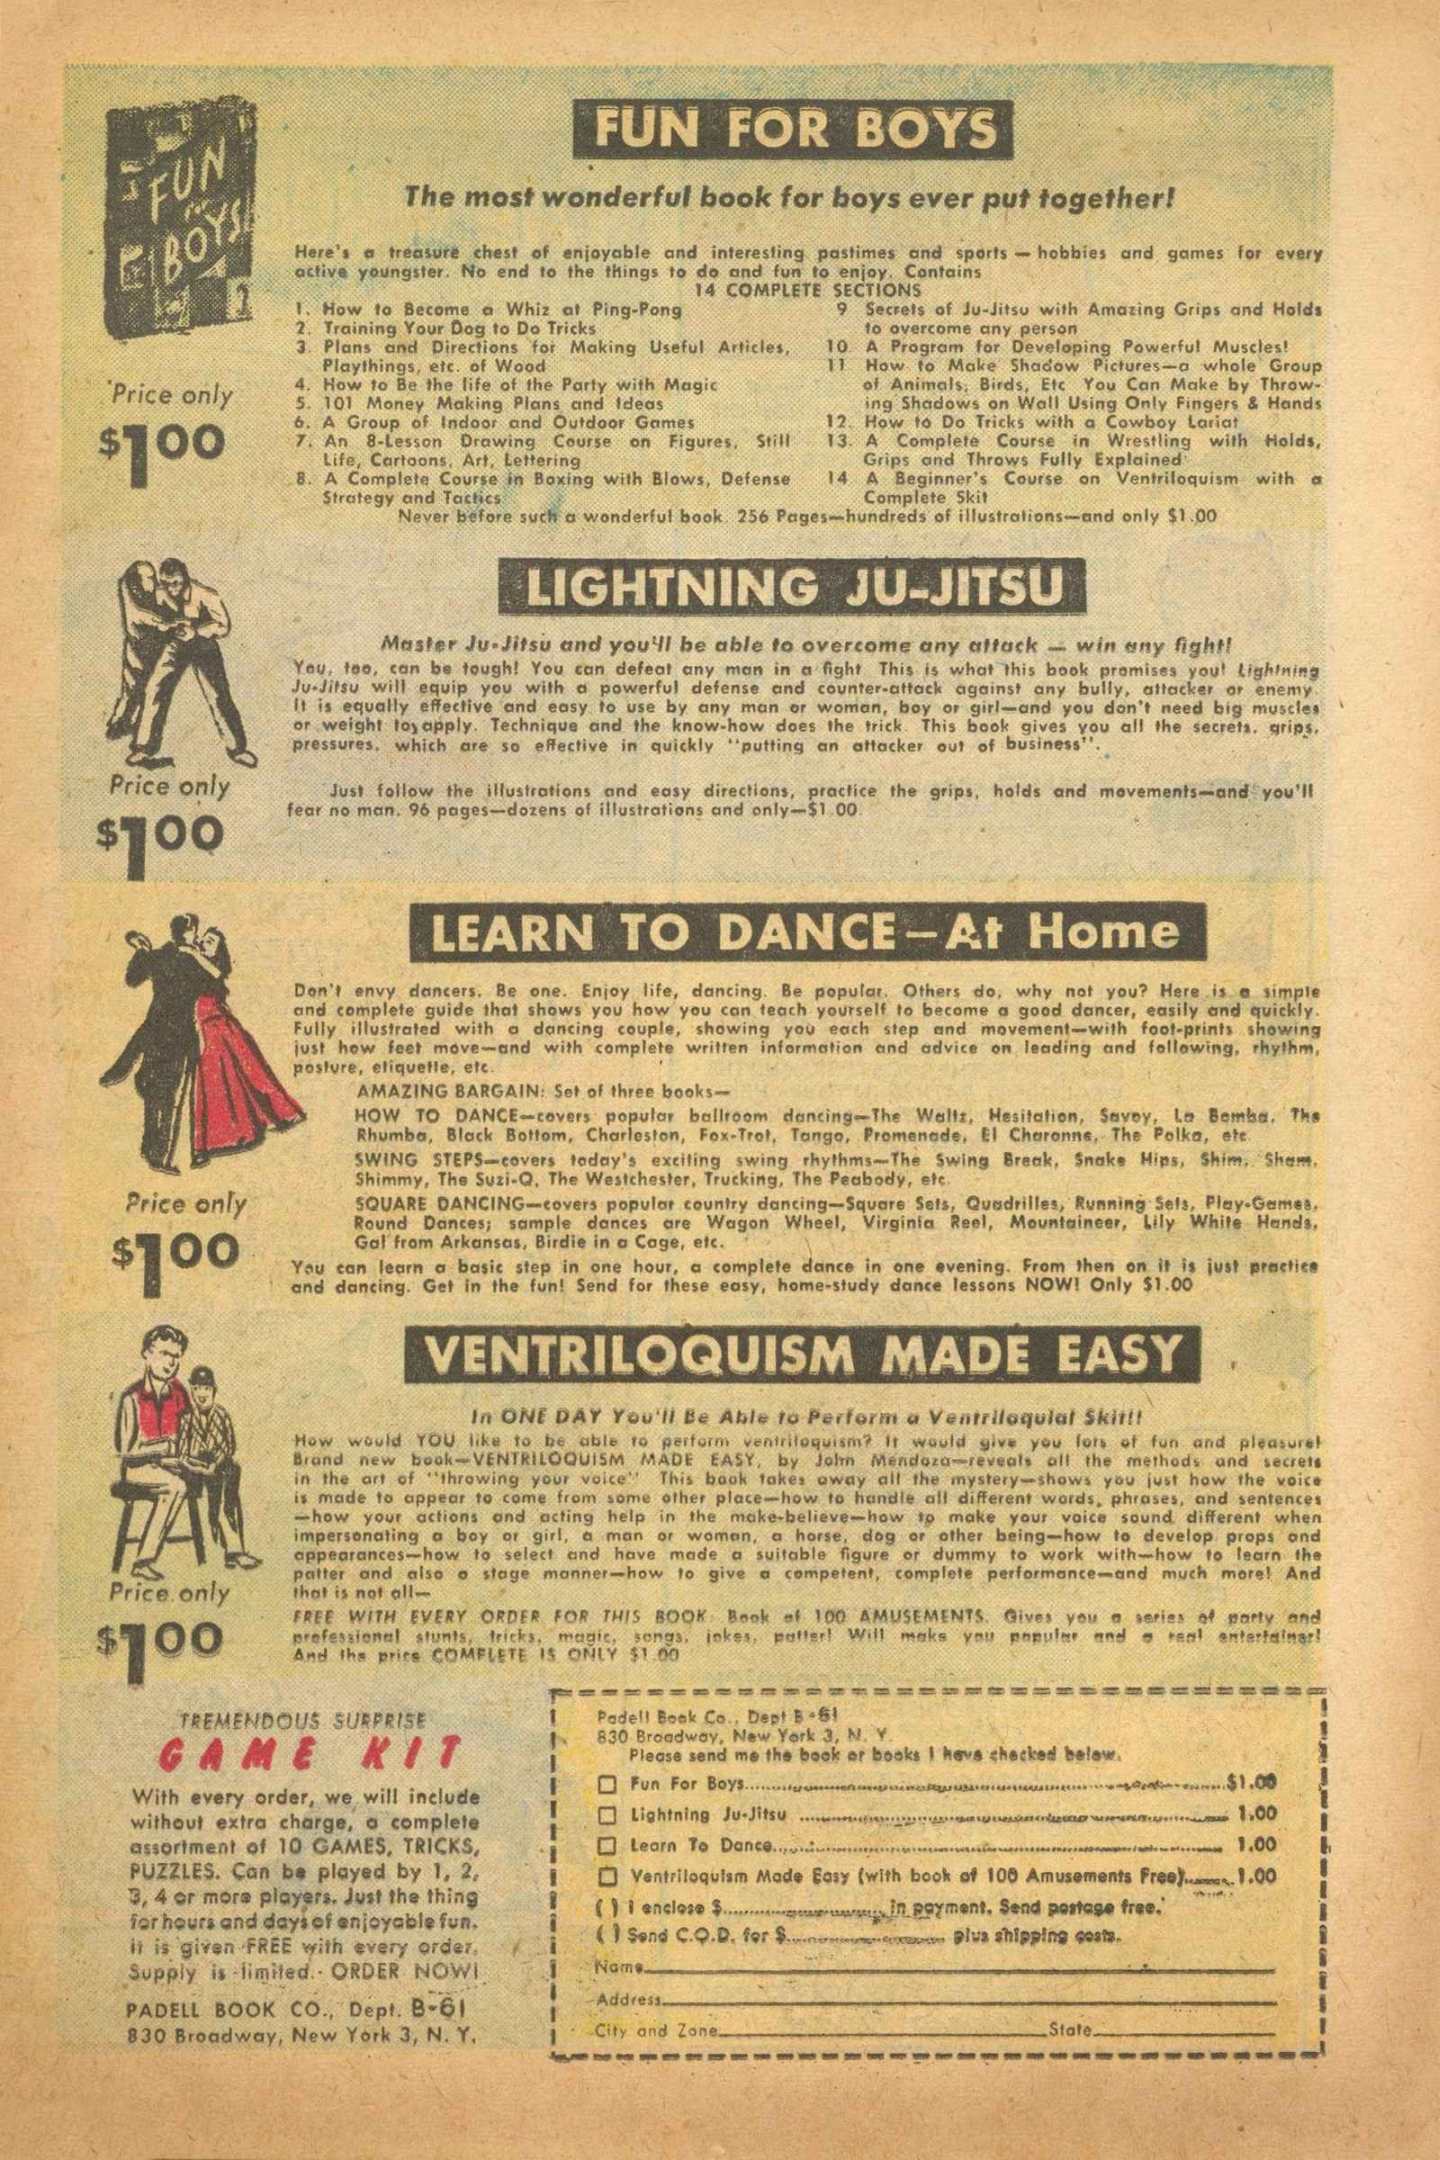 FUN FOR BOYS
FUN
FOR
BOYS
The most wonderful book for boys ever put together!
Here's a treasure chest of enjoyable and interesting pastimes and sports — hobbies and games for every
active youngster. No end to the things to do and fun to enjoy. Contains
14 COMPLETE SECTIONS
1. How to Become a Whiz at Ping-Pong
2. Training Your Dog to Do Tricks
3. Plans and Directions for Making Useful Articles,
Playthings, etc. of Wood
4. How to Be the life of the Party with Magic
5. 101 Money Making Plans and Ideas
6. A Group of Indoor and Outdoor Games
7. An 8-Lesson Drawing Course on Figures, Still
Life, Cartoons, Art, Lettering
8. A Complete Course in Boxing with Blows, Defense
Strategy and Tactics
9 Secrets of Ju-Jitsu with Amazing Grips and Holds
to overcome any person
10. A Program for Developing Powerful Muscles!
11 How to Make Shadow Pictures—a whole Group
of Animals, Birds, Etc You Can Make by Throw-
ing Shadows on Wall Using Only Fingers & Hands
12. How to Do Tricks with a Cowboy Lariat
13. A Complete Course in Wrestling with Holds,
Grips and Throws Fully Explained
14 A Beginner's Course on Ventriloquism with a
Complete Skit
Never before such a wonderful book. 256 Pages—hundreds of illustrations—and only $1.00
Price only
$1.00
LIGHTNING JU-JITSU
Master Ju-Jitsu and you'll be able to overcome any attack — win any fight!
You, too, can be tough! You can defeat any man in a fight This is what this book promises you! Lightning
Ju-Jitsu will equip you with a powerful defense and counter-attack against any bully, attacker or enemy.
It is equally effective and easy to use by any man or woman, boy or girl—and you don't need big muscles
or weight to apply. Technique and the know-how does the trick. This book gives you all the secrets, grips,
pressures, which are so effective in quickly "putting an attacker out of business".
Just follow the illustrations and easy directions, practice the grips, holds and movements—and you'll
fear no man. 96 pages—dozens of illustrations and only—$1.00.
Price only
$1.00
LEARN TO DANCE—At Home
Don't envy dancers. Be one. Enjoy life, dancing. Be popular. Others do, why not you? Here is a simple
and complete guide that shows you how you can teach yourself to become a good dancer, easily and quickly.
Fully illustrated with a dancing couple, showing you each step and movement—with foot-prints showing
just how feet move—and with complete written information and advice on leading and following, rhythm,
posture, etiquette, etc.
AMAZING BARGAIN: Set of three books—
HOW TO DANCE—covers popular ballroom dancing—The Waltz, Hesitation, Savoy, La Bomba, The
Rhumba, Black Bottom, Charleston, Fox-Trot, Tango, Promenade, El Charonne, The Polka, etc
SWING STEPS—covers today's exciting swing rhythms—The Swing Break, Snake Hips, Shim, Sham,
Shimmy, The Suzi-Q, The Westchester, Trucking, The Peabody, etc.
SQUARE DANCING—covers popular country dancing—Square Sets, Quadrilles, Running Sets, Play-Games,
Round Dances; sample dances are Wagon Wheel, Virginia Reel, Mountaineer, Lily White Hands,
Gal from Arkansas, Birdie in a Cage, etc.
You can learn a basic step in one hour, a complete dance in one evening. From then on it is just practice
and dancing. Get in the fun! Send for these easy, home-study dance lessons NOW! Only $1.00
Price only
$1.00
VENTRILOQUISM MADE EASY
In ONE DAY You'll Be Able to Perform a Ventriloquial Skit!!
How would YOU like to be able to perform ventriloquism? It would give you lots of fun and pleasure!
Brand new book—VENTRILOQUISM MADE EASY, by John Mendoza—reveals all the methods and secrets
in the art of "throwing your voice" This book takes away all the mystery—shows you just how the voice
is made to appear to come from some other place—how to handle all different words, phrases, and sentences
—how your actions and acting help in the make-believe—how to make your voice sound different when
impersonating a boy or girl, a man or woman, a horse, dog or other being—how to develop props and
appearances—how to select and have made a suitable figure or dummy to work with—how to learn the
patter and also a stage manner—how to give a competent, complete performance—and much more! And
that is not all—
FREE WITH EVERY ORDER FOR THIS BOOK: Book of 100 AMUSEMENTS. Gives you a series of party and
professional stunts, tricks, magic, songs, jokes, patter! Will make you popular and a real entertainer!
And the price COMPLETE IS ONLY $1.00
Price only
$1.00
TREMENDOUS SURPRISE
GAME KIT
With every order, we will include
without extra charge, a complete
assortment of 10 GAMES, TRICKS,
PUZZLES. Can be played by 1, 2,
3, 4 or more players. Just the thing
for hours and days of enjoyable fun.
It is given FREE with every order.
Supply is limited. ORDER NOW!
PADELL BOOK CO., Dept. B-61
830 Broadway, New York 3, N. Y.
Padell Book Co., Dept B-61
830 Broadway, New York 3, N. Y.
Please send me the book or books I have checked below.
Fun For Boys $1.00
Lightning Ju-Jitsu 1.00
Learn To Dance 1.00
Ventriloquism Made Easy (with book of 100 Amusements Free) 1.00
( ) I enclose $ in payment. Send postage free.
( ) Send C.O.D. for $ plus shipping costs.
Name
Address
City and Zone State